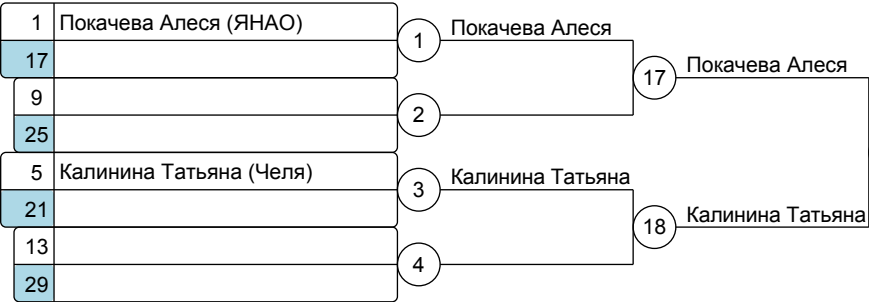 1 Покачева Алеся (ЯНАО)
17
1 Покачева Алеся
9
25
2
17 Покачева Алеся
5 Калинина Татьяна (Челя)
21
3 Калинина Татьяна
13
29
4
18 Калинина Татьяна